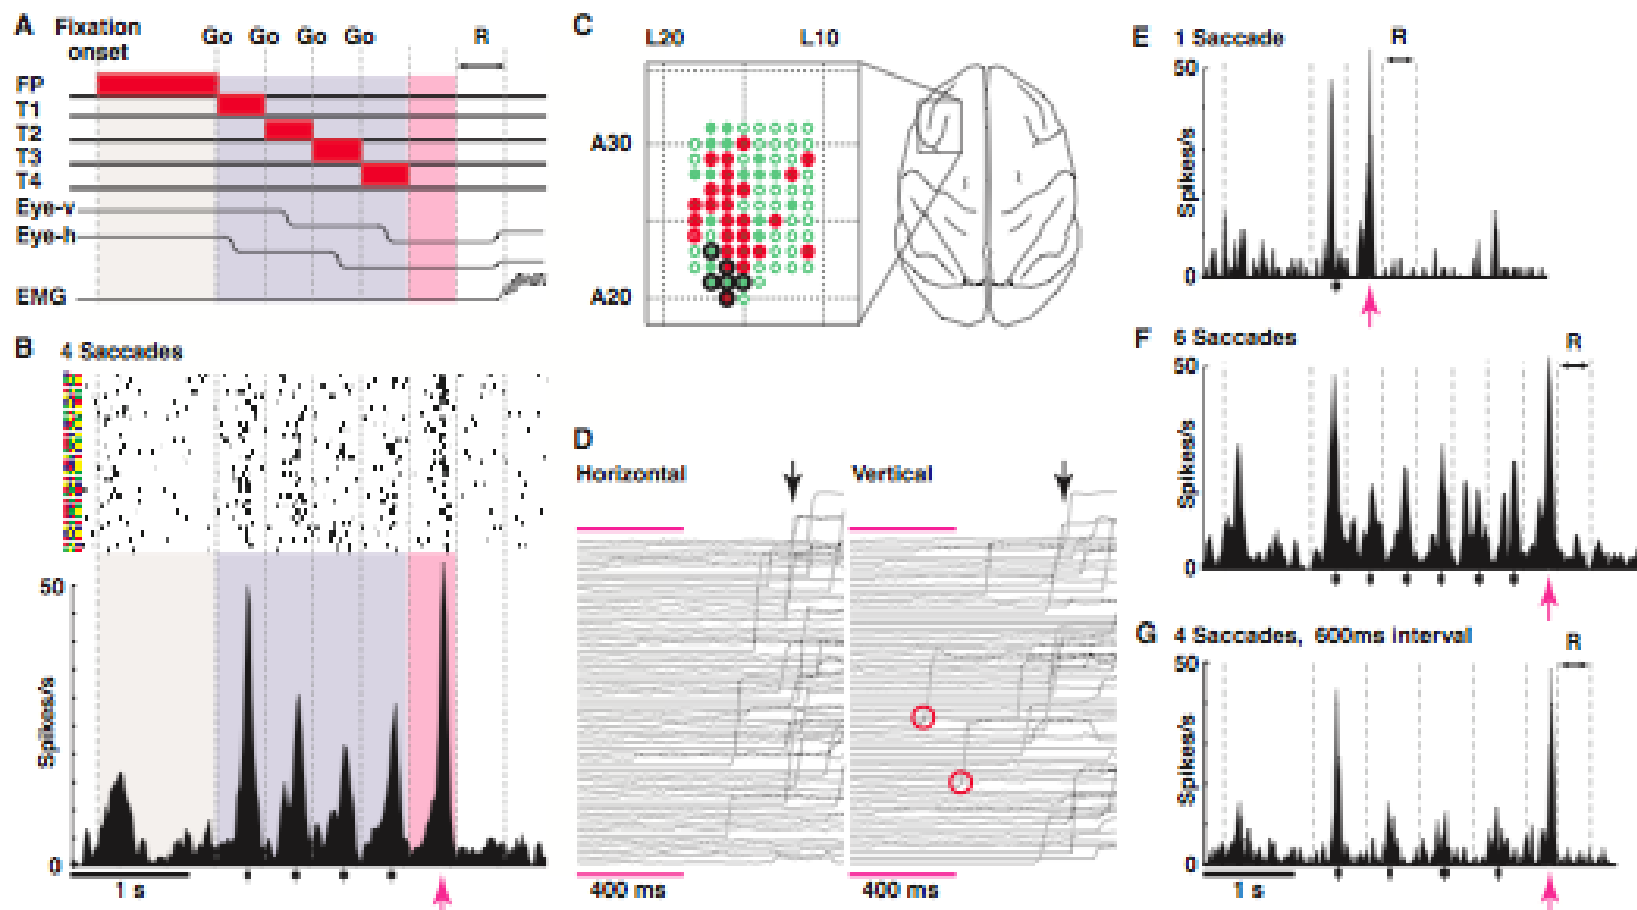 A Fixation onset
Go Go Go Go R
FP
T1
T2
T3
T4
Eye-v
Eye-h
EMG
B 4 Saccades
50
Spikes/s
0
1 s
C
L20 L10
A30
A20
D
Horizontal Vertical
400 ms 400 ms
E 1 Saccade R
50
Spikes/s
0
F 6 Saccades R
50
Spikes/s
0
G 4 Saccades, 600ms interval R
50
Spikes/s
0
1 s